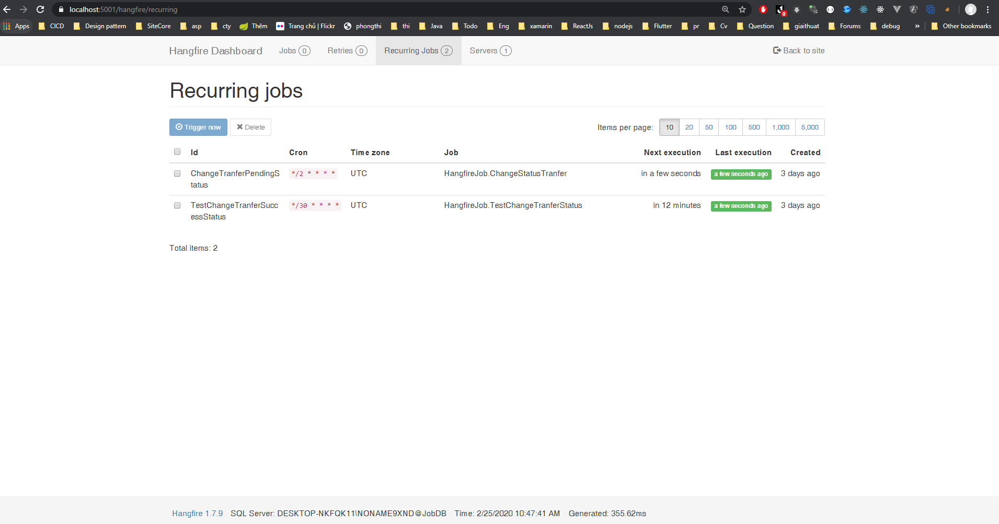 localhost:5001/hangfire/recurring
0
Apps CICD Design pattern SiteCore asp cty Thêm Trang chủ | Flickr phongthi thi Java Todo Eng xamarin ReactJs nodejs Flutter pr Cv Question giaithuat Forums debug » Other bookmarks
Hangfire Dashboard Jobs 0 Retries 0 Recurring Jobs 2 Servers 1 Back to site
Recurring jobs
Trigger now Delete Items per page: 10 20 50 100 500 1,000 5,000
Id Cron Time zone Job Next execution Last execution Created
ChangeTranferPendingS */2 * * * * UTC HangfireJob.ChangeStatusTranfer in a few seconds a few seconds ago 3 days ago
tatus
TestChangeTranferSucc */30 * * * * UTC HangfireJob.TestChangeTranferStatus in 12 minutes a few seconds ago 3 days ago
essStatus
Total items: 2
Hangfire 1.7.9 SQL Server: DESKTOP-NKFQK11\NONAME9XND@JobDB Time: 2/25/2020 10:47:41 AM Generated: 355.62ms